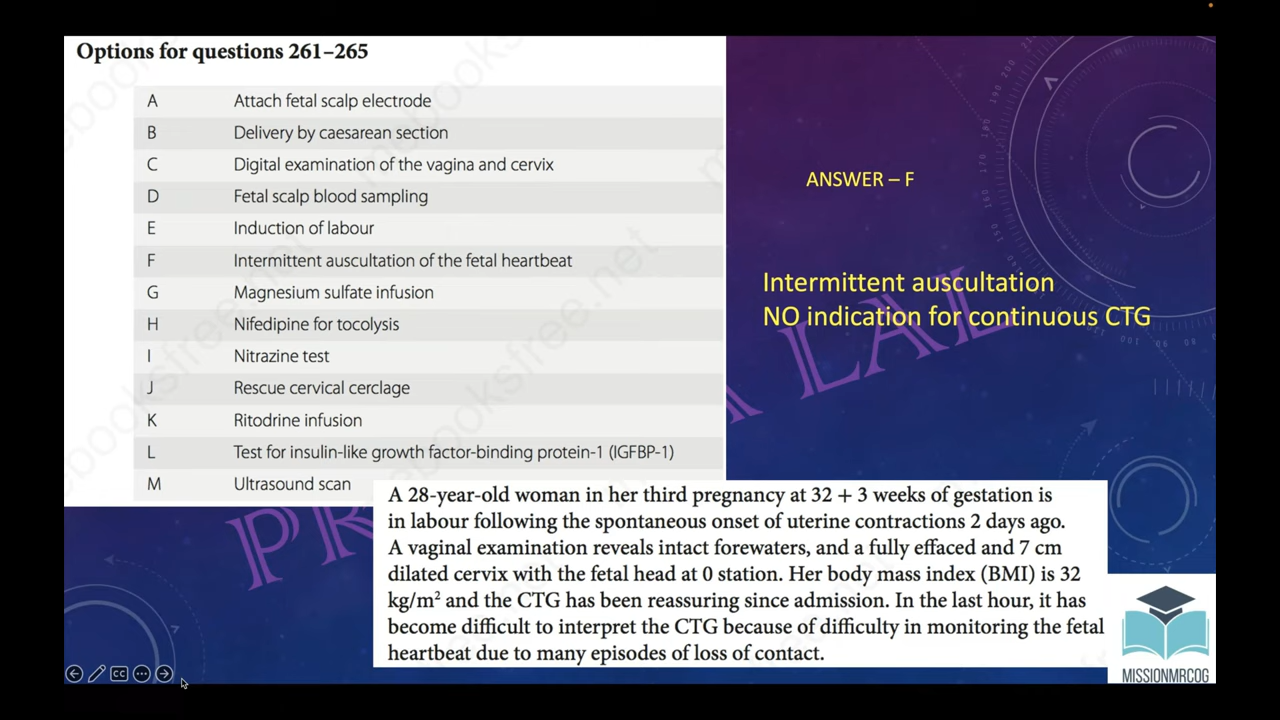 Options for questions 261–265
A Attach fetal scalp electrode
B Delivery by caesarean section
C Digital examination of the vagina and cervix
D Fetal scalp blood sampling
E Induction of labour
F Intermittent auscultation of the fetal heartbeat
G Magnesium sulfate infusion
H Nifedipine for tocolysis
I Nitrazine test
J Rescue cervical cerclage
K Ritodrine infusion
L Test for insulin-like growth factor-binding protein-1 (IGFBP-1)
M Ultrasound scan
ANSWER – F
Intermittent auscultation
NO indication for continuous CTG
A 28-year-old woman in her third pregnancy at 32 + 3 weeks of gestation is
in labour following the spontaneous onset of uterine contractions 2 days ago.
A vaginal examination reveals intact forewaters, and a fully effaced and 7 cm
dilated cervix with the fetal head at 0 station. Her body mass index (BMI) is 32
kg/m² and the CTG has been reassuring since admission. In the last hour, it has
become difficult to interpret the CTG because of difficulty in monitoring the fetal
heartbeat due to many episodes of loss of contact.
MISSIONMRCOG
CC